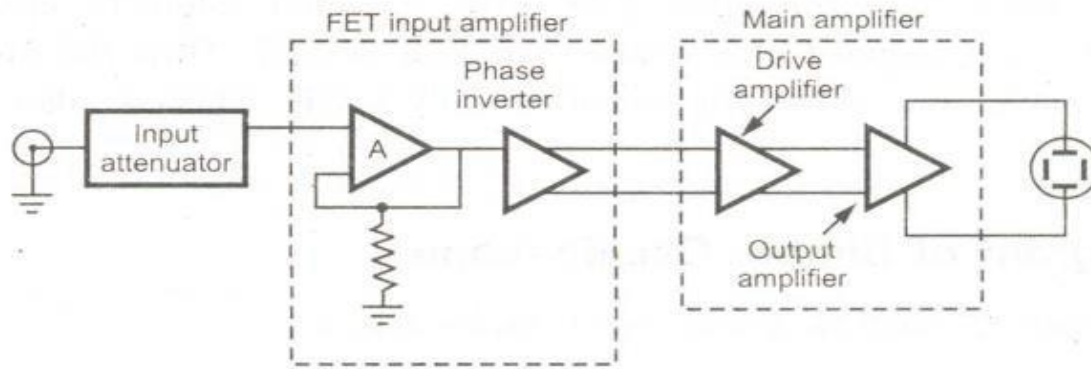 FET input amplifier
Main amplifier
Phase
inverter
Drive
amplifier
Input
attenuator
A
Output
amplifier